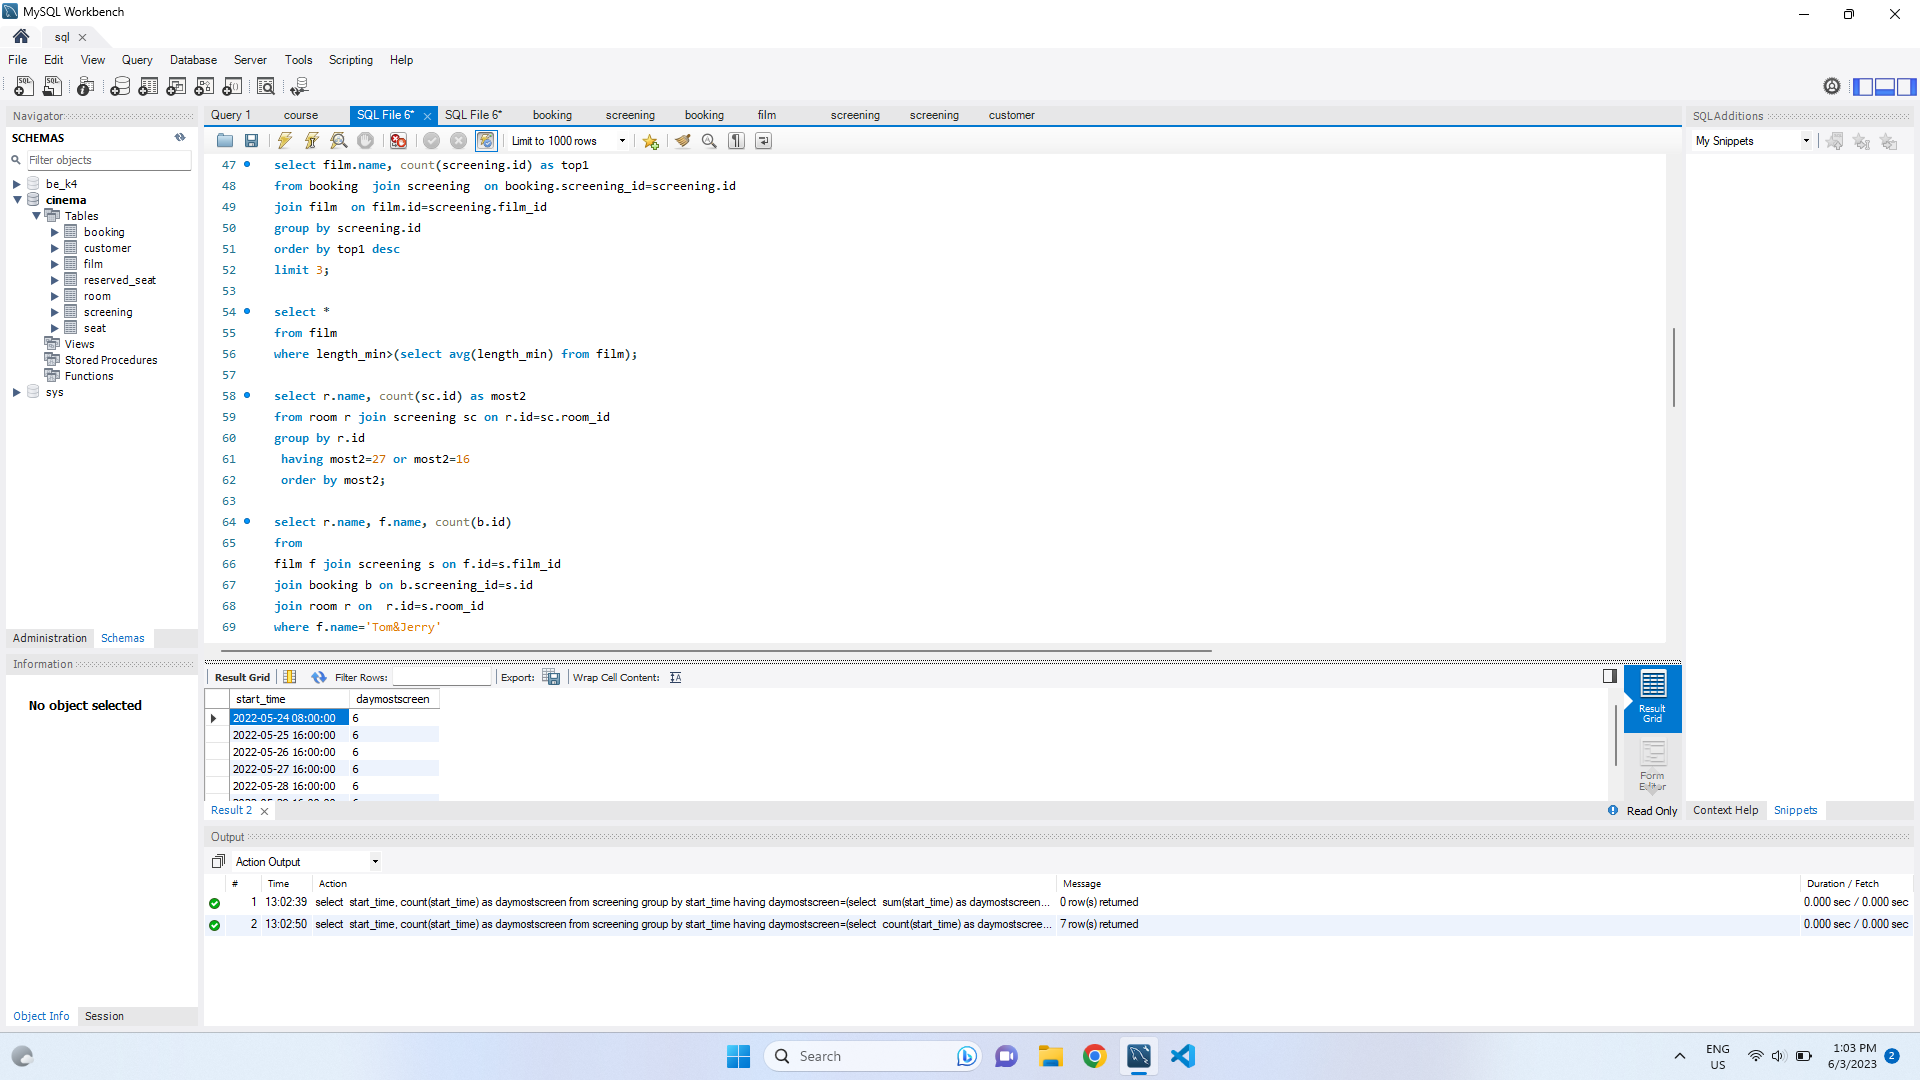 MySQL Workbench
sql
File Edit View Query Database Server Tools Scripting Help
Navigator
SCHEMAS
Filter objects
be_k4
cinema
Tables
booking
customer
film
reserved_seat
room
screening
seat
Views
Stored Procedures
Functions
sys
Administration Schemas
Information
No object selected
Object Info Session
Query 1 course SQL File 6* SQL File 6* booking screening booking film screening screening customer
Limit to 1000 rows
47 select film.name, count(screening.id) as top1
48 from booking  join screening  on booking.screening_id=screening.id
49 join film  on film.id=screening.film_id
50 group by screening.id
51 order by top1 desc
52 limit 3;
53
54 select *
55 from film
56 where length_min>(select avg(length_min) from film);
57
58 select r.name, count(sc.id) as most2
59 from room r join screening sc on r.id=sc.room_id
60 group by r.id
61  having most2=27 or most2=16
62  order by most2;
63
64 select r.name, f.name, count(b.id)
65 from
66 film f join screening s on f.id=s.film_id
67 join booking b on b.screening_id=s.id
68 join room r on  r.id=s.room_id
69 where f.name='Tom&Jerry'
Result Grid Filter Rows: Export: Wrap Cell Content:
start_time daymostscreen
2022-05-24 08:00:00 6
2022-05-25 16:00:00 6
2022-05-26 16:00:00 6
2022-05-27 16:00:00 6
2022-05-28 16:00:00 6
Result Grid
Form Editor
Result 2
Read Only
SQLAdditions
My Snippets
Context Help Snippets
Output
Action Output
# Time Action Message Duration / Fetch
1 13:02:39 select  start_time, count(start_time) as daymostscreen from screening group by start_time having daymostscreen=(select  sum(start_time) as daymostscreen... 0 row(s) returned 0.000 sec / 0.000 sec
2 13:02:50 select  start_time, count(start_time) as daymostscreen from screening group by start_time having daymostscreen=(select  count(start_time) as daymostscree... 7 row(s) returned 0.000 sec / 0.000 sec
Search
ENG
US
1:03 PM
6/3/2023
2